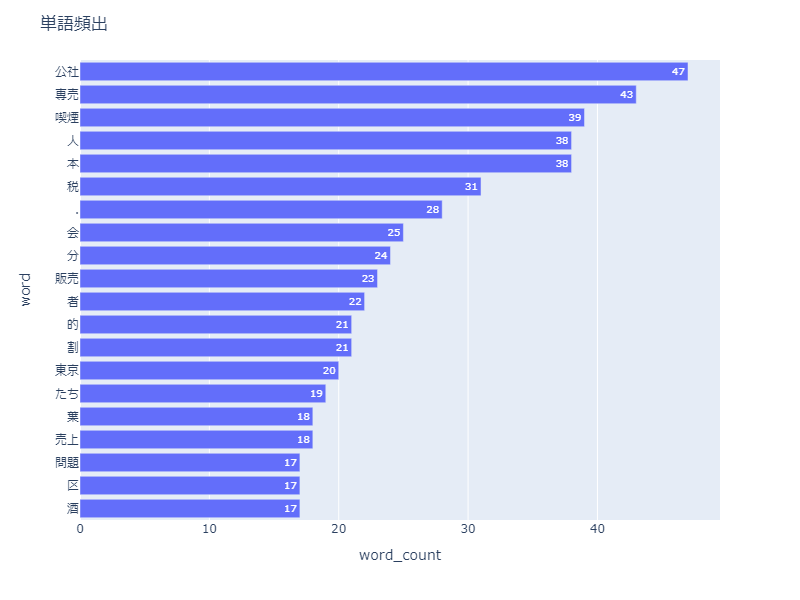 単語頻出
公社 47
専売 43
喫煙 39
人 38
本 38
税 31
. 28
会 25
分 24
販売 23
者 22
的 21
割 21
東京 20
たち 19
葉 18
売上 18
問題 17
区 17
酒 17
0 10 20 30 40
word_count
word